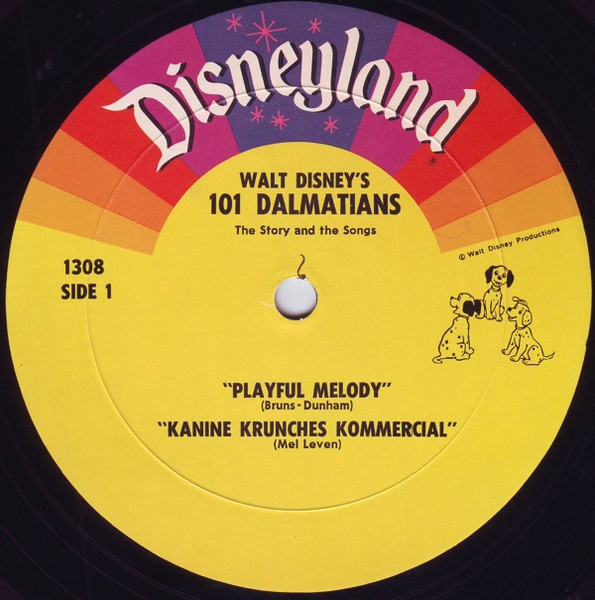 Disneyland®
WALT DISNEY'S
101 DALMATIANS
The Story and the Songs
© Walt Disney Productions
1308
SIDE 1
"PLAYFUL MELODY"
(Bruns-Dunham)
"KANINE KRUNCHES KOMMERCIAL"
(Mel Leven)